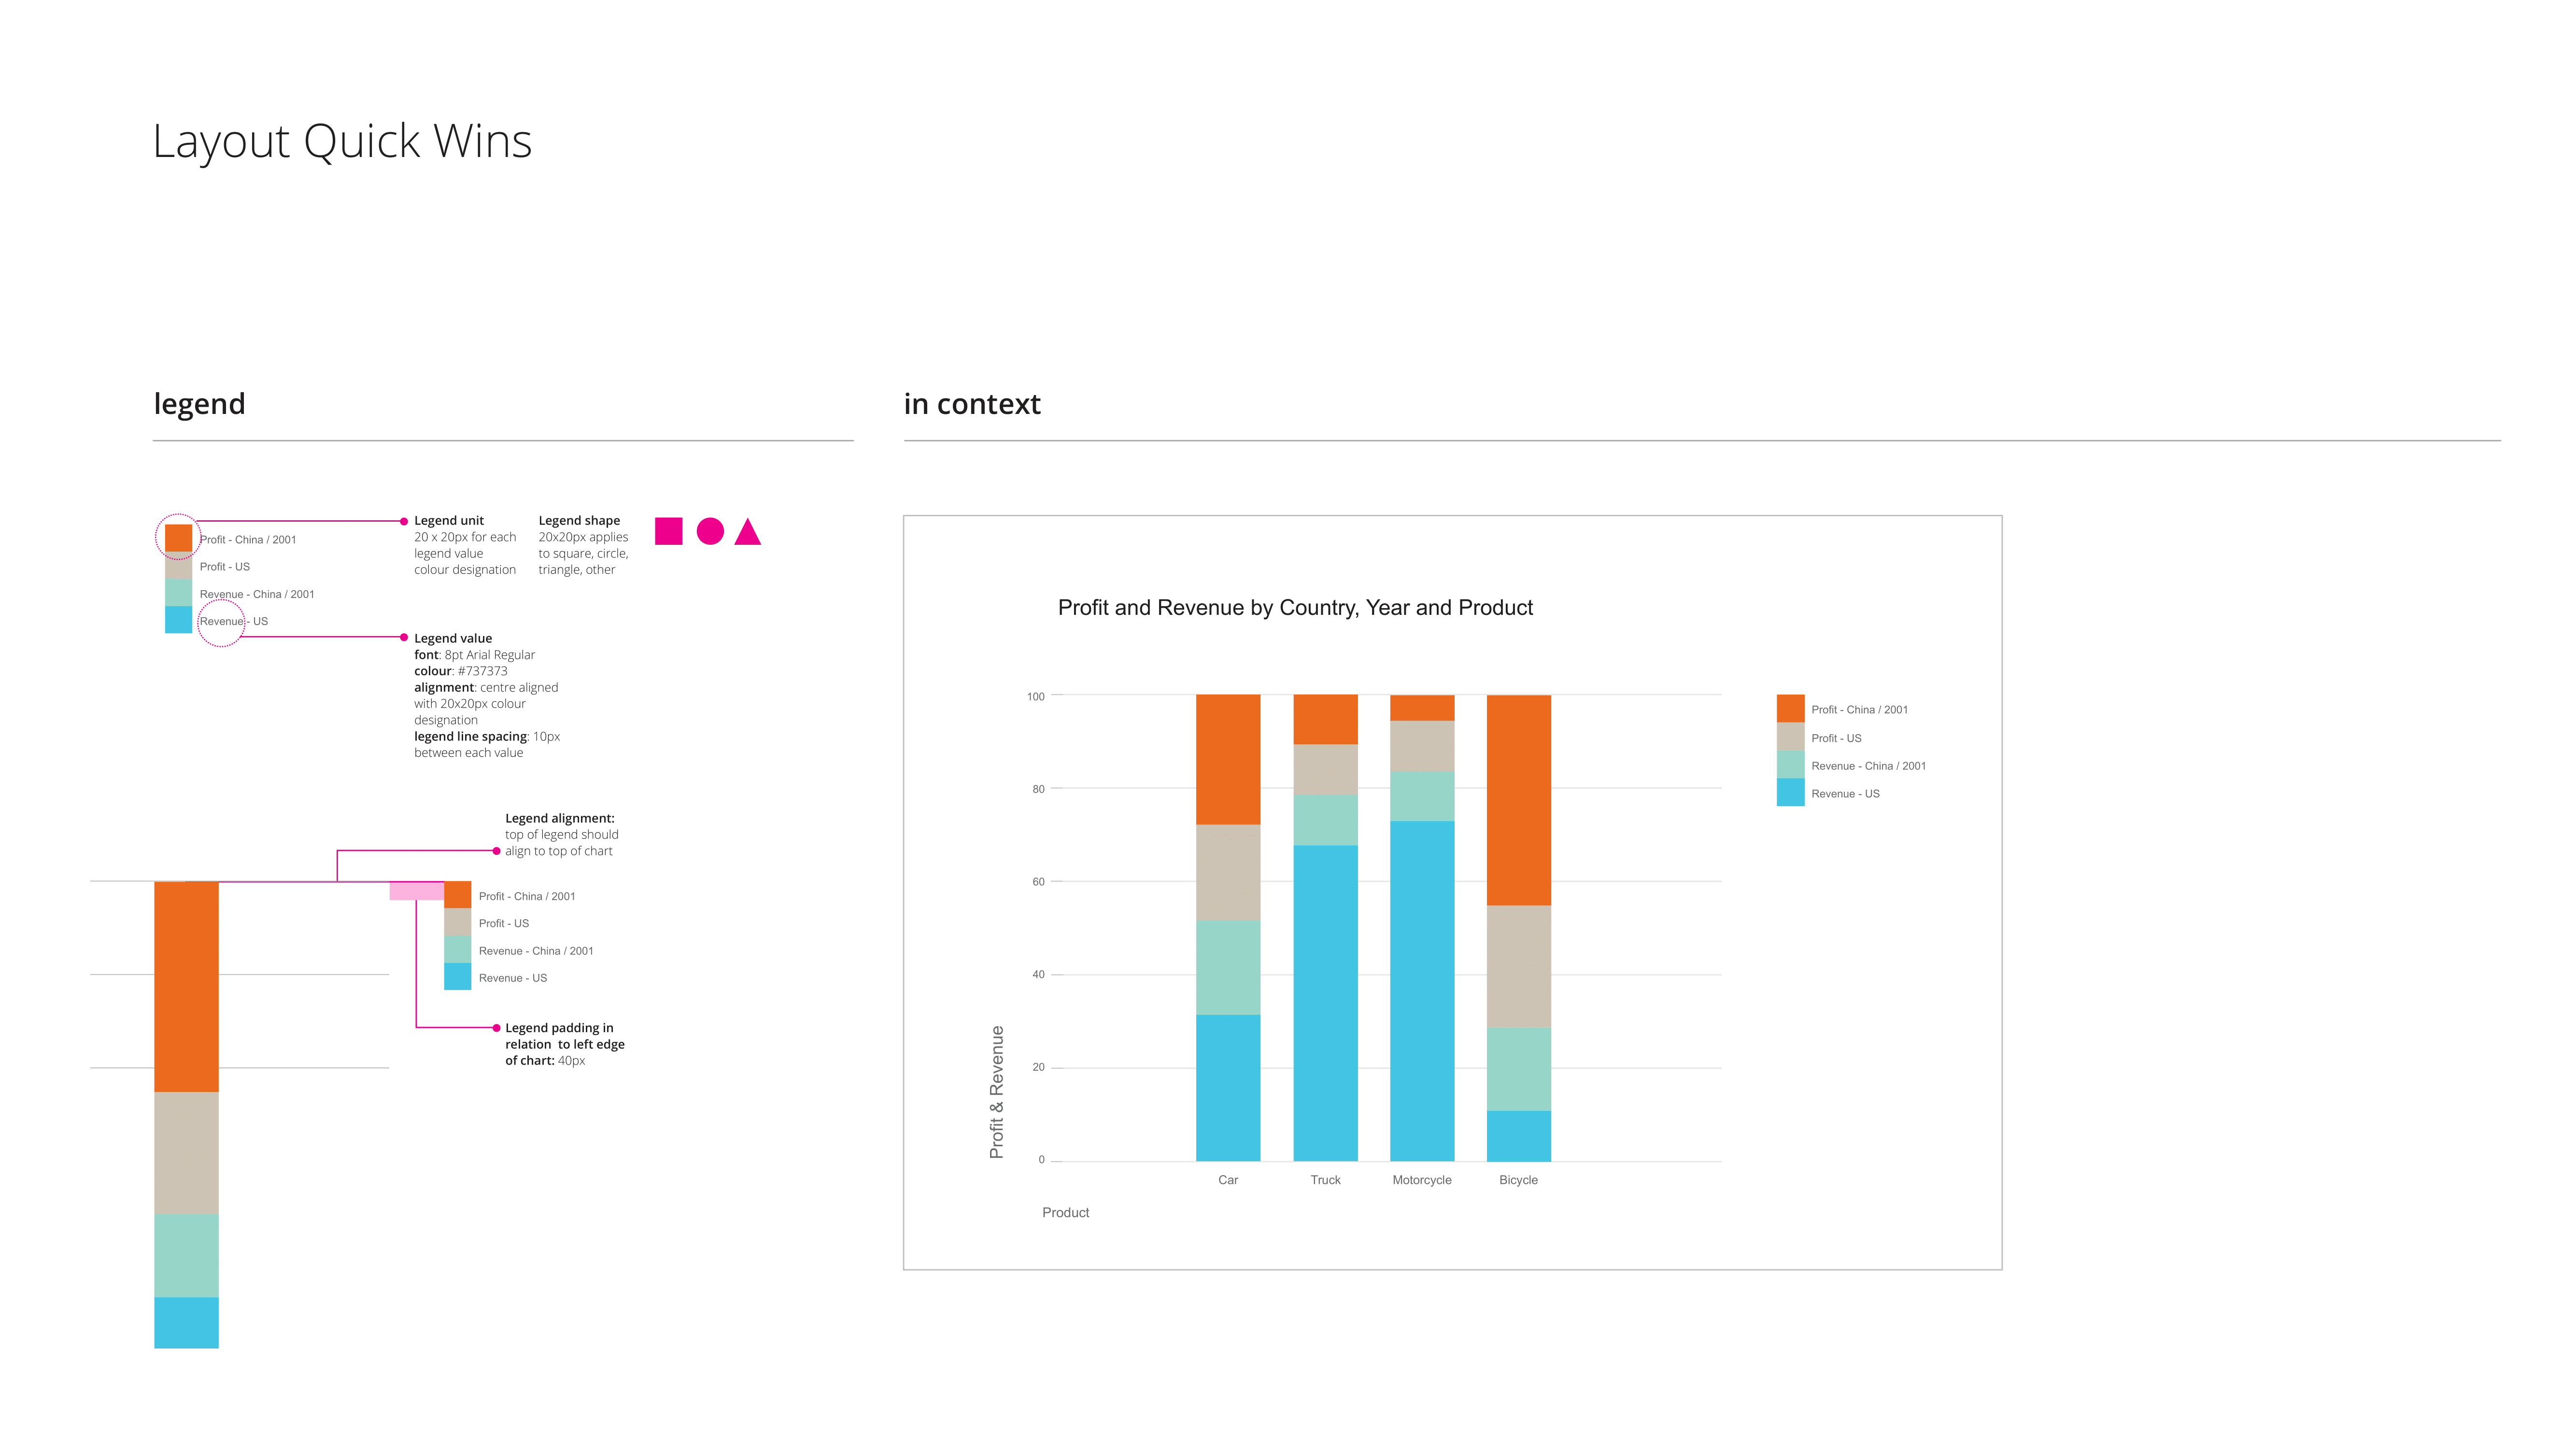 Layout Quick Wins
legend
Profit - China / 2001
Profit - US
Revenue - China / 2001
Revenue - US
Legend unit
20 x 20px for each
legend value
colour designation
Legend shape
20x20px applies
to square, circle,
triangle, other
Legend value
font: 8pt Arial Regular
colour: #737373
alignment: centre aligned
with 20x20px colour
designation
legend line spacing: 10px
between each value
Legend alignment:
top of legend should
align to top of chart
Profit - China / 2001
Profit - US
Revenue - China / 2001
Revenue - US
Legend padding in
relation  to left edge
of chart: 40px
in context
Profit and Revenue by Country, Year and Product
Profit & Revenue
100
80
60
40
20
0
Car
Truck
Motorcycle
Bicycle
Product
Profit - China / 2001
Profit - US
Revenue - China / 2001
Revenue - US